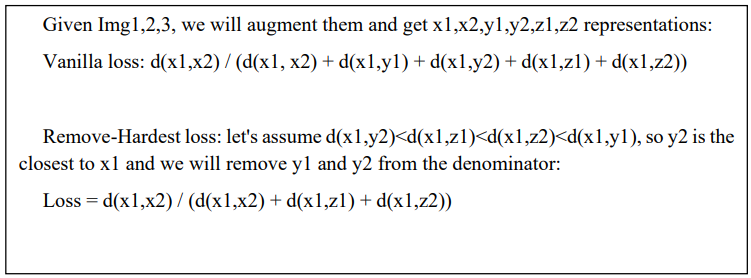 Given Img1,2,3, we will augment them and get x1,x2,y1,y2,z1,z2 representations:
Vanilla loss: d(x1,x2) / (d(x1, x2) + d(x1,y1) + d(x1,y2) + d(x1,z1) + d(x1,z2))
Remove-Hardest loss: let's assume d(x1,y2)<d(x1,z1)<d(x1,z2)<d(x1,y1), so y2 is the
closest to x1 and we will remove y1 and y2 from the denominator:
Loss = d(x1,x2) / (d(x1,x2) + d(x1,z1) + d(x1,z2))